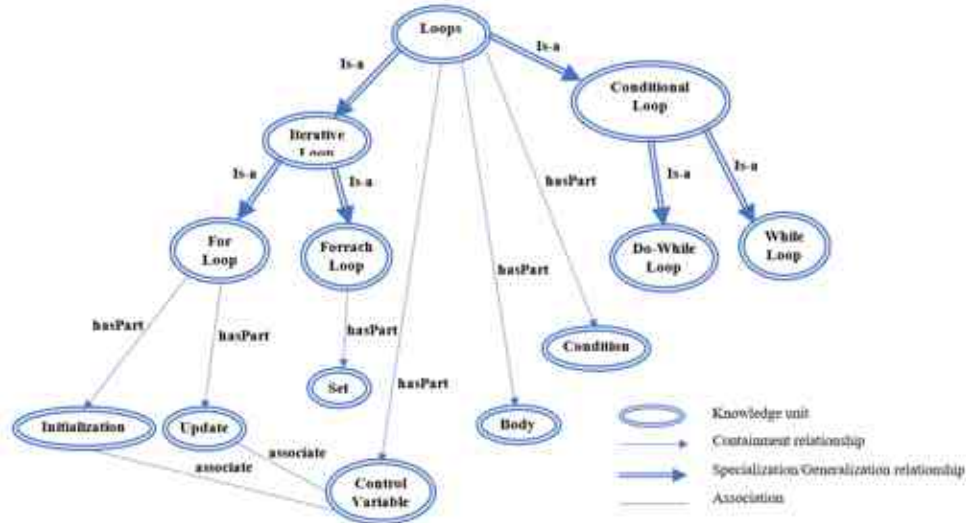 Loops
Is-a
Is-a
Conditional
Loop
Iterative
Loop
Is-a
Is-a
Is-a
Is-a
hasPart
For
Loop
Forrach
Loop
Do-While
Loop
While
Loop
hasPart
hasPart
hasPart
hasPart
Condition
hasPart
Set
Initialization
Update
Body
Knowledge unit
associate
associate
Containment relationship
Control
Variable
Specialization/Generalization relationship
Association